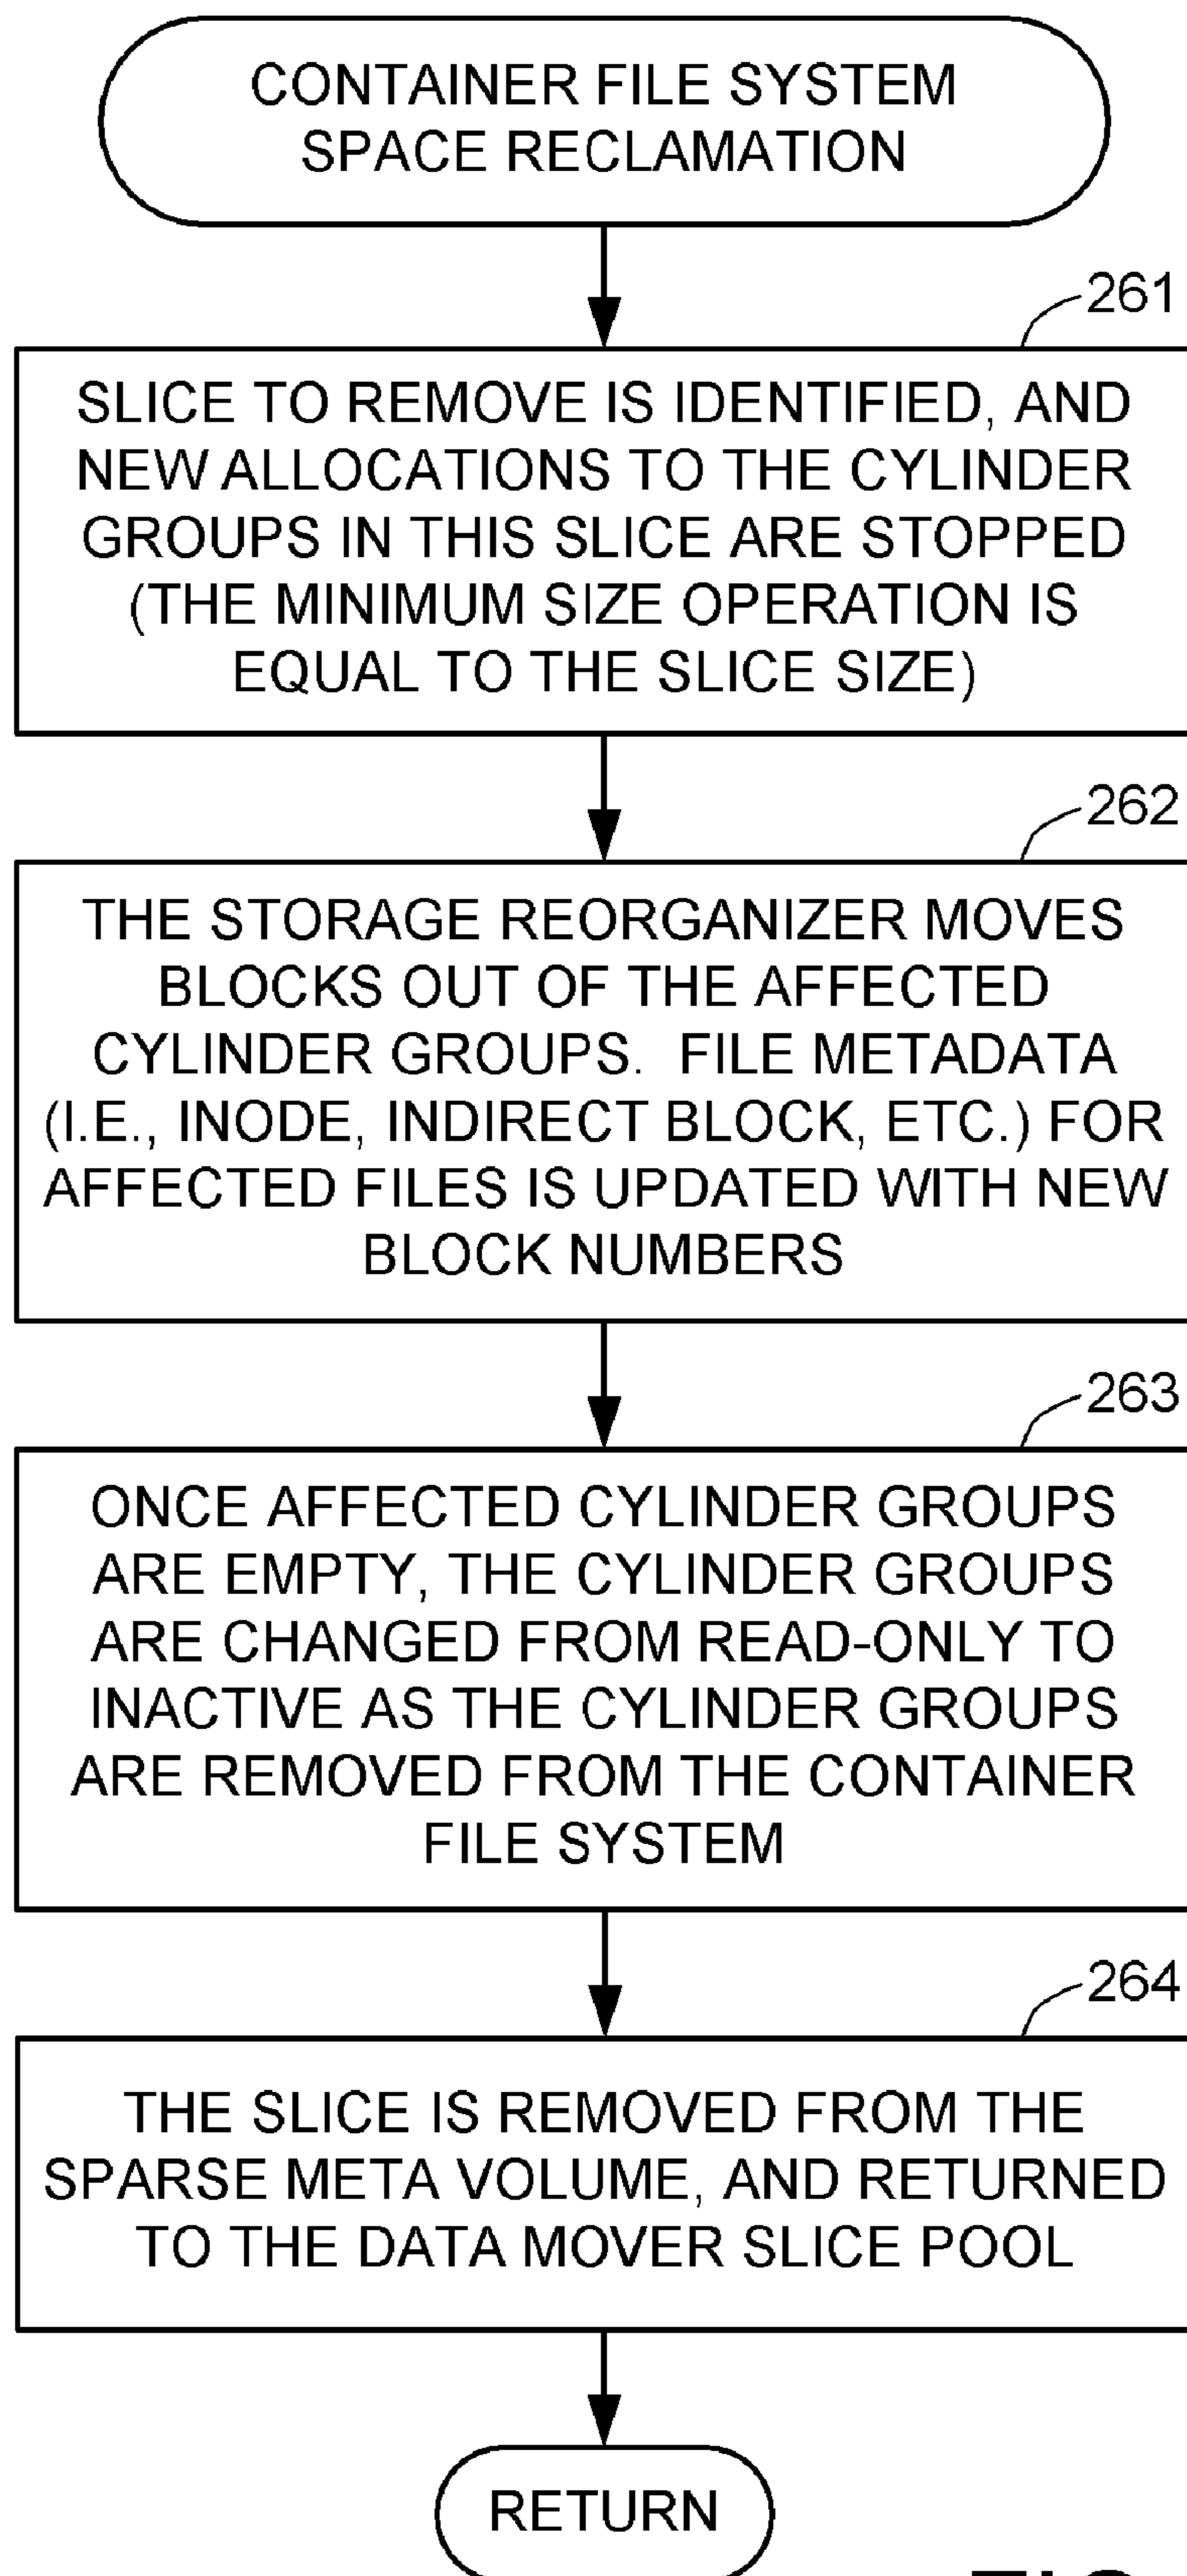 CONTAINER FILE SYSTEM
SPACE RECLAMATION
261
SLICE TO REMOVE IS IDENTIFIED, AND
NEW ALLOCATIONS TO THE CYLINDER
GROUPS IN THIS SLICE ARE STOPPED
(THE MINIMUM SIZE OPERATION IS
EQUAL TO THE SLICE SIZE)
262
THE STORAGE REORGANIZER MOVES
BLOCKS OUT OF THE AFFECTED
CYLINDER GROUPS. FILE METADATA
(I.E., INODE, INDIRECT BLOCK, ETC.) FOR
AFFECTED FILES IS UPDATED WITH NEW
BLOCK NUMBERS
263
ONCE AFFECTED CYLINDER GROUPS
ARE EMPTY, THE CYLINDER GROUPS
ARE CHANGED FROM READ-ONLY TO
INACTIVE AS THE CYLINDER GROUPS
ARE REMOVED FROM THE CONTAINER
FILE SYSTEM
264
THE SLICE IS REMOVED FROM THE
SPARSE META VOLUME, AND RETURNED
TO THE DATA MOVER SLICE POOL
RETURN